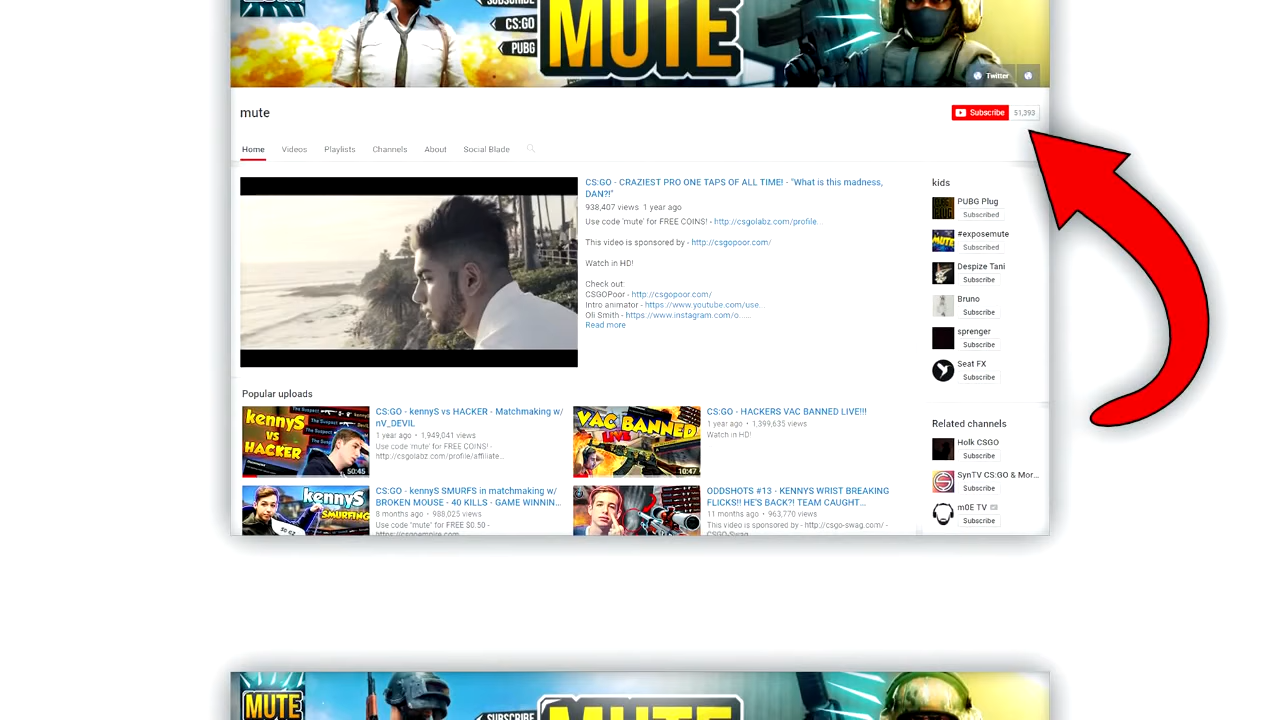 SUBSCRIBE
CS:GO
PUBG
MUTE
Twitter
mute
Subscribe 51,393
Home Videos Playlists Channels About Social Blade
CS:GO - CRAZIEST PRO ONE TAPS OF ALL TIME! - "What is this madness,
DAN?!"
938,407 views 1 year ago
Use code 'mute' for FREE COINS! - http://csgolabz.com/profile...
This video is sponsored by - http://csgopoor.com/
Watch in HD!
Check out:
CSGOPoor - http://csgopoor.com/
Intro animator - https://www.youtube.com/use...
Oli Smith - https://www.instagram.com/o......
Read more
kids
PUBG Plug
Subscribed
#exposemute
Subscribed
Despize Tani
Subscribe
Bruno
Subscribe
sprenger
Subscribe
Seat FX
Subscribe
Popular uploads
kennyS
vs
HACKER
50:45
CS:GO - kennyS vs HACKER - Matchmaking w/
nV_DEVIL
1 year ago • 1,949,041 views
Use code 'mute' for FREE COINS! -
http://csgolabz.com/profile/affiliate...
VAC BANNED
LIVE
10:47
CS:GO - HACKERS VAC BANNED LIVE!!!
1 year ago • 1,399,635 views
Watch in HD!
kennyS
SMURFING
CS:GO - kennyS SMURFS in matchmaking w/
BROKEN MOUSE - 40 KILLS - GAME WINNIN...
8 months ago • 988,025 views
Use code "mute" for FREE $0.50 -
https://csgoempire.com
ODDSHOTS #13 - KENNYS WRIST BREAKING
FLICKS!! HE'S BACK?! TEAM CAUGHT...
11 months ago • 963,770 views
This video is sponsored by - http://csgo-swag.com/ -
CSGO-Swag
Related channels
Holk CSGO
Subscribe
SynTV CS:GO & Mor...
Subscribe
m0E TV
Subscribe
MUTE
SUBSCRIBE
MUTE